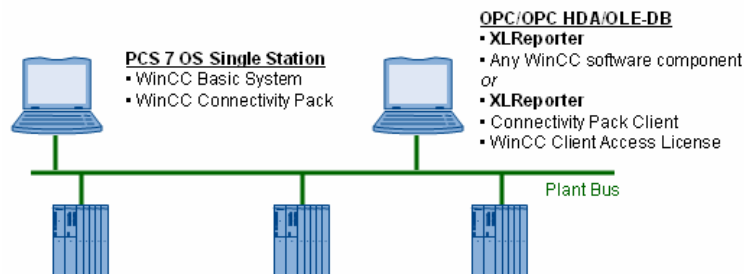 PCS 7 OS Single Station
▪ WinCC Basic System
▪ WinCC Connectivity Pack
OPC/OPC HDA/OLE-DB
▪ XLReporter
▪ Any WinCC software component
or
▪ XLReporter
▪ Connectivity Pack Client
▪ WinCC Client Access License
Plant Bus